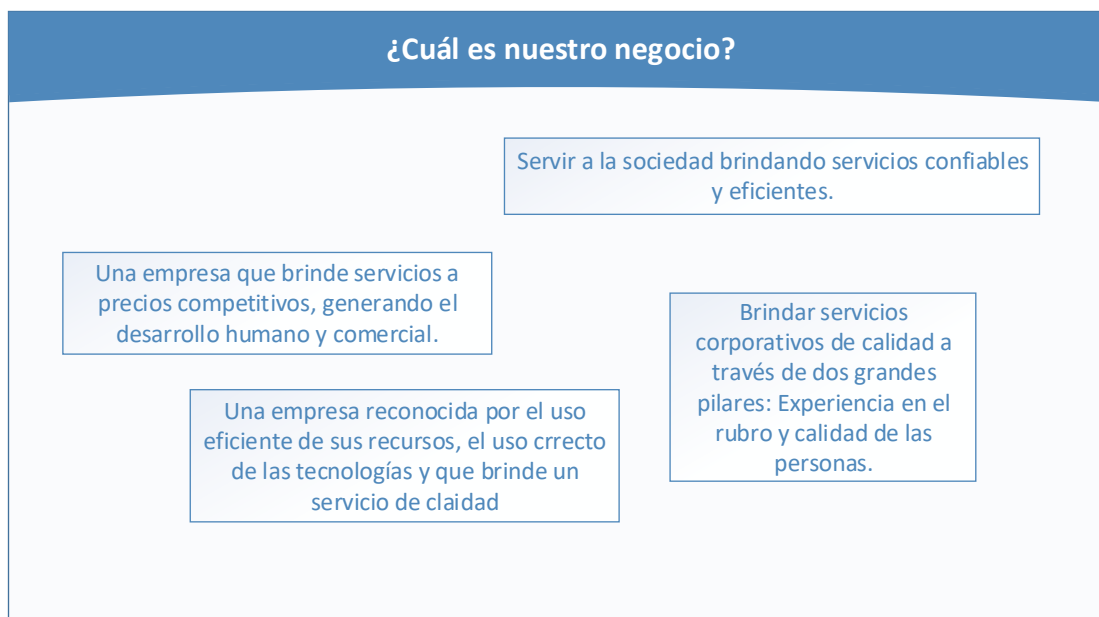 ¿Cuál es nuestro negocio?
Servir a la sociedad brindando servicios confiables
y eficientes.
Una empresa que brinde servicios a
precios competitivos, generando el
desarrollo humano y comercial.
Brindar servicios
corporativos de calidad a
través de dos grandes
pilares: Experiencia en el
rubro y calidad de las
personas.
Una empresa reconocida por el uso
eficiente de sus recursos, el uso crrecto
de las tecnologías y que brinde un
servicio de claidad